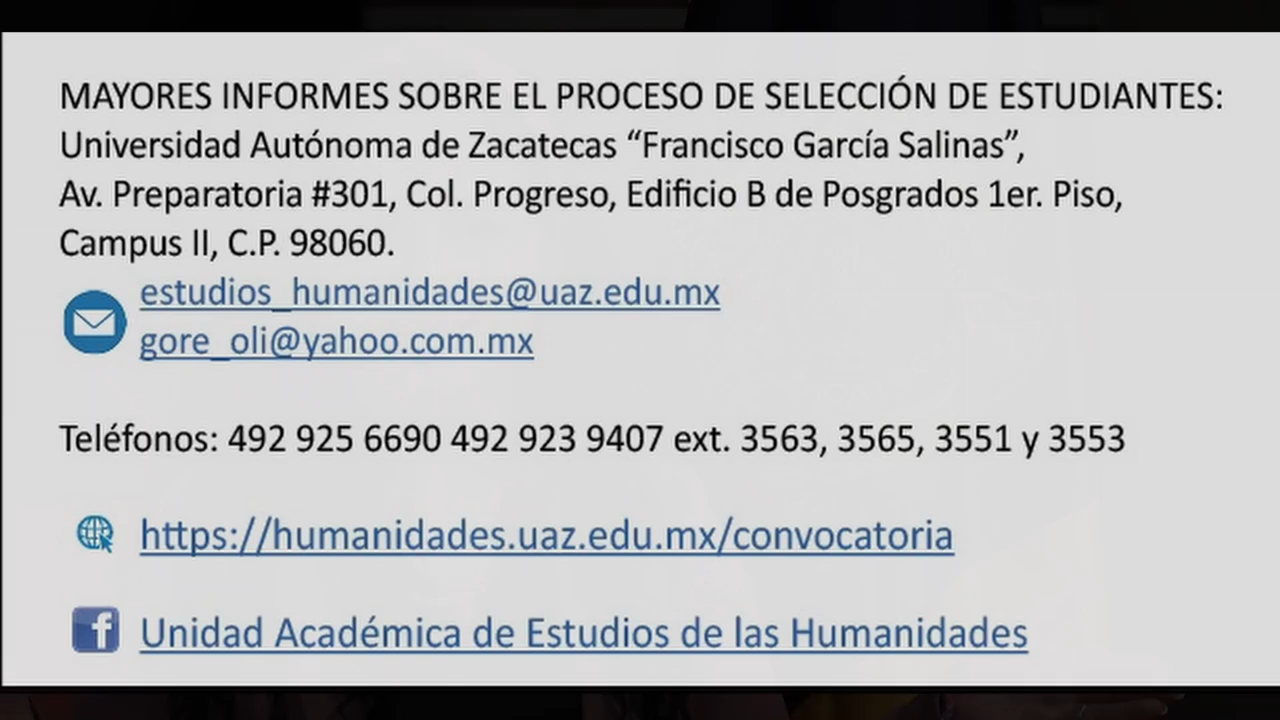 MAYORES INFORMES SOBRE EL PROCESO DE SELECCIÓN DE ESTUDIANTES:
Universidad Autónoma de Zacatecas “Francisco García Salinas”,
Av. Preparatoria #301, Col. Progreso, Edificio B de Posgrados 1er. Piso,
Campus II, C.P. 98060.
estudios_humanidades@uaz.edu.mx
gore_oli@yahoo.com.mx
Teléfonos: 492 925 6690 492 923 9407 ext. 3563, 3565, 3551 y 3553
https://humanidades.uaz.edu.mx/convocatoria
f Unidad Académica de Estudios de las Humanidades